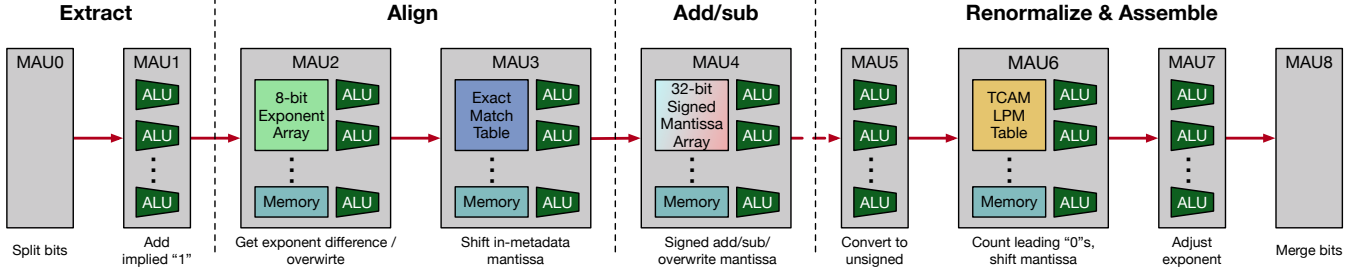 Extract
Align
Add/sub
Renormalize & Assemble
MAU0
MAU1
ALU
ALU
ALU
MAU2
8-bit
Exponent
Array
Memory
ALU
ALU
ALU
MAU3
Exact
Match
Table
Memory
ALU
ALU
ALU
MAU4
32-bit
Signed
Mantissa
Array
Memory
ALU
ALU
ALU
MAU5
ALU
ALU
ALU
MAU6
TCAM
LPM
Table
Memory
ALU
ALU
ALU
MAU7
ALU
ALU
ALU
MAU8
Split bits
Add
implied “1”
Get exponent difference /
overwirte
Shift in-metadata
mantissa
Signed add/sub/
overwrite mantissa
Convert to
unsigned
Count leading “0”s,
shift mantissa
Adjust
exponent
Merge bits